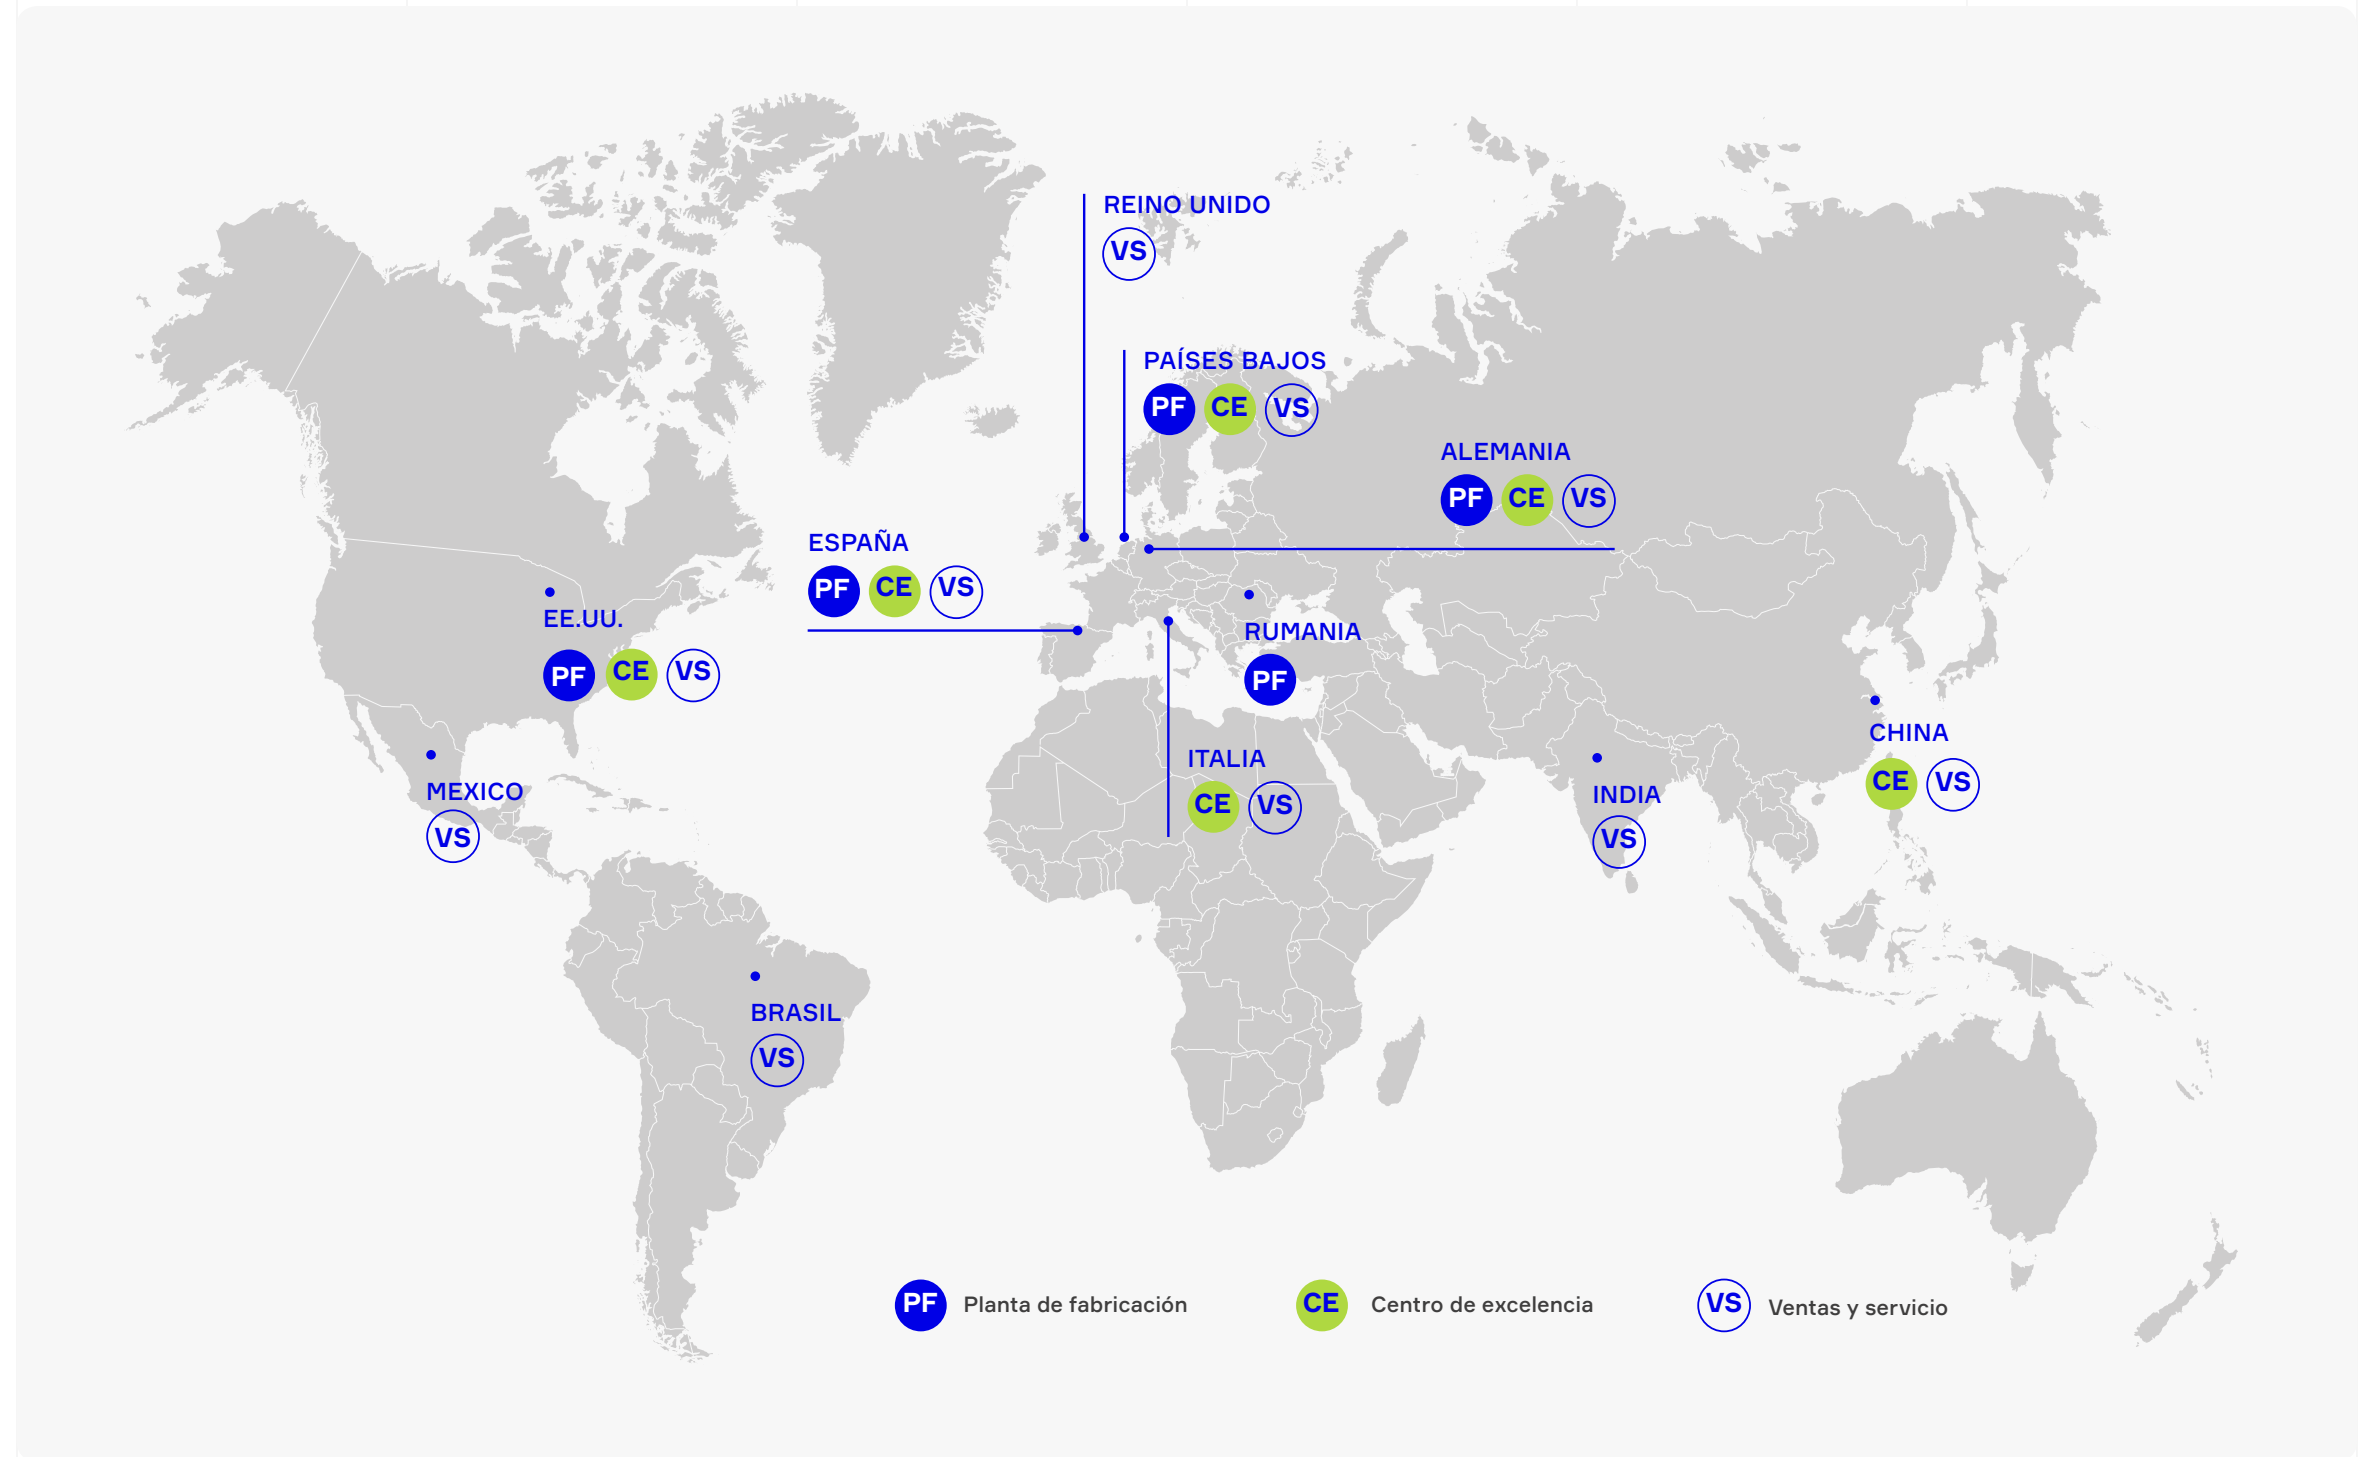 REINO UNIDO
VS
PAÍSES BAJOS
PF CE VS
ALEMANIA
PF CE VS
ESPAÑA
PF CE VS
EE.UU.
PF CE VS
RUMANIA
PF
ITALIA
CE VS
CHINA
CE VS
MEXICO
VS
INDIA
VS
BRASIL
VS
PF Planta de fabricación
CE Centro de excelencia
VS Ventas y servicio